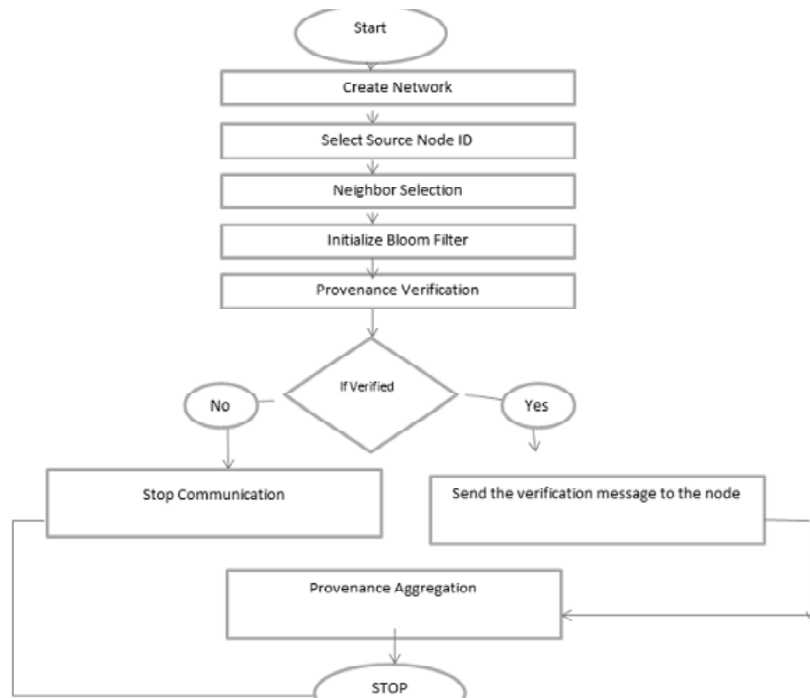 Start
Create Network
Select Source Node ID
Neighbor Selection
Initialize Bloom Filter
Provenance Verification
If Verified
No
Yes
Stop Communication
Send the verification message to the node
Provenance Aggregation
STOP